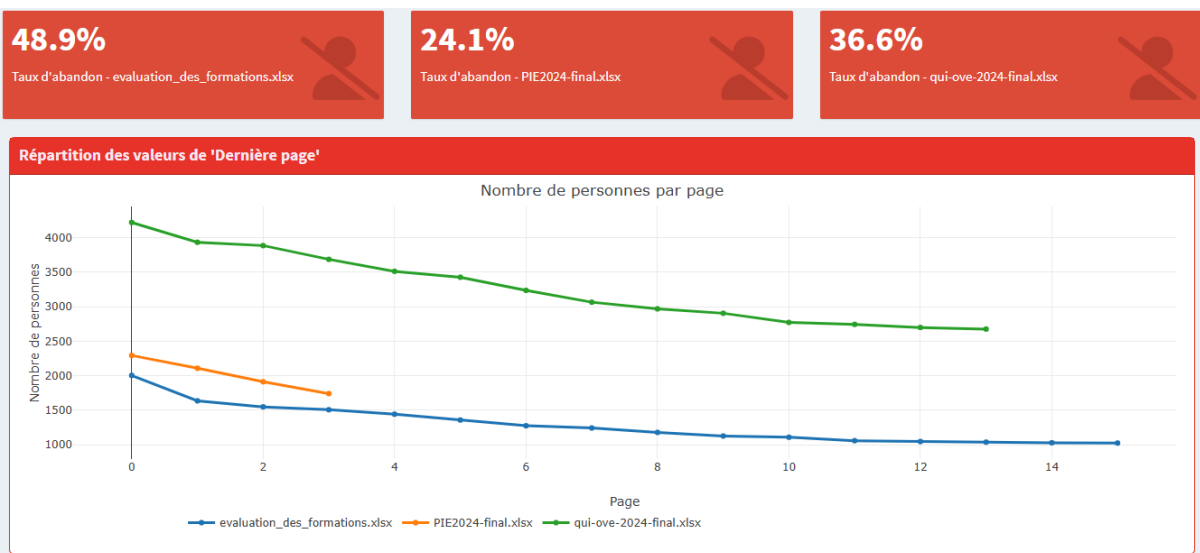 48.9%
Taux d'abandon - evaluation_des_formations.xlsx
24.1%
Taux d'abandon - PIE2024-final.xlsx
36.6%
Taux d'abandon - qui-ove-2024-final.xlsx
Répartition des valeurs de 'Dernière page'
Nombre de personnes par page
Nombre de personnes
4000
3500
3000
2500
2000
1500
1000
0 2 4 6 8 10 12 14
Page
evaluation_des_formations.xlsx PIE2024-final.xlsx qui-ove-2024-final.xlsx